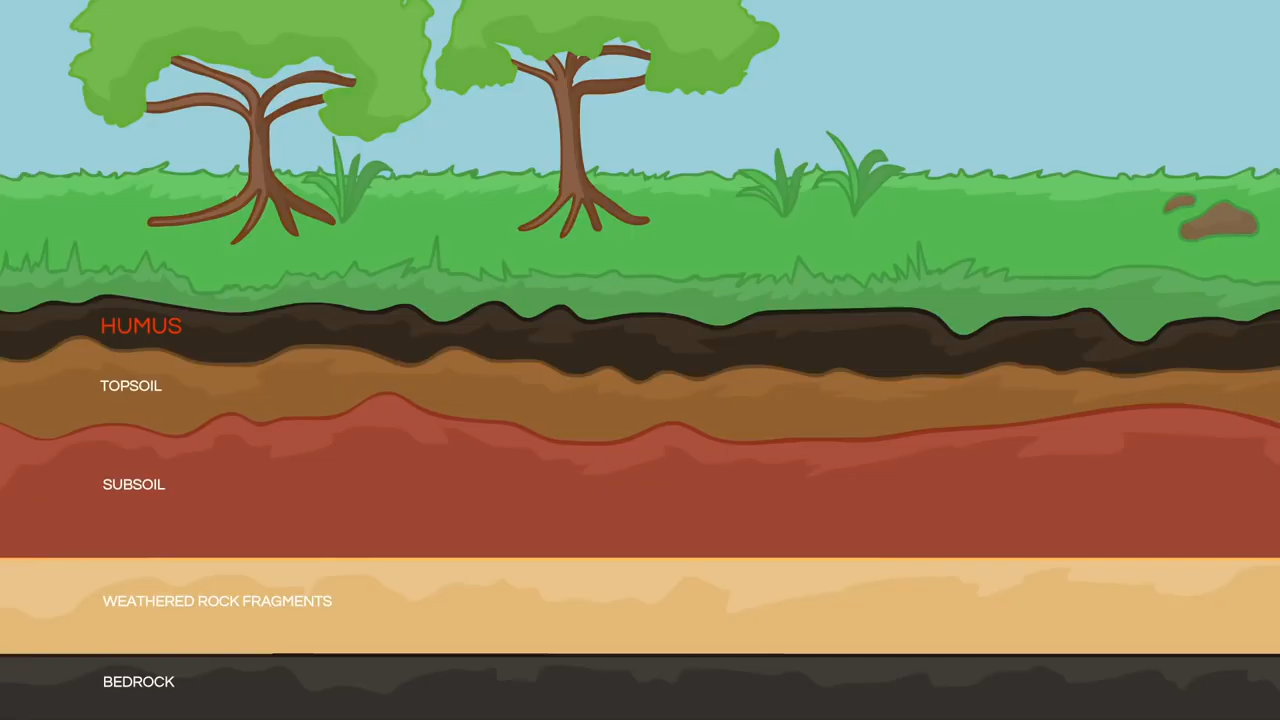 HUMUS
TOPSOIL
SUBSOIL
WEATHERED ROCK FRAGMENTS
BEDROCK